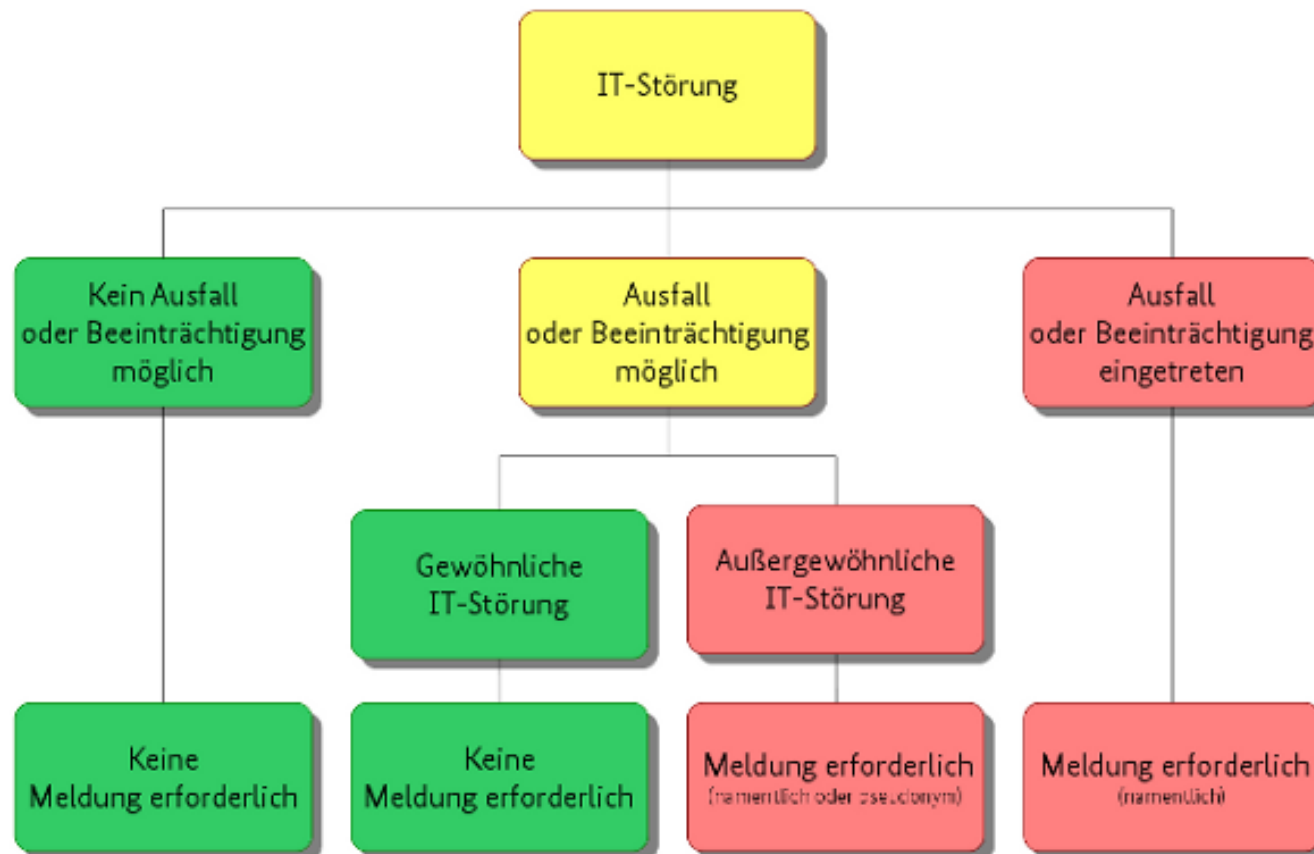 IT-Störung
Kein Ausfall
oder Beeinträchtigung
möglich
Ausfall
oder Beeinträchtigung
möglich
Ausfall
oder Beeinträchtigung
eingetreten
Gewöhnliche
IT-Störung
Außergewöhnliche
IT-Störung
Keine
Meldung erforderlich
Keine
Meldung erforderlich
Meldung erforderlich
(namentlich oder pseudonym)
Meldung erforderlich
(namentlich)